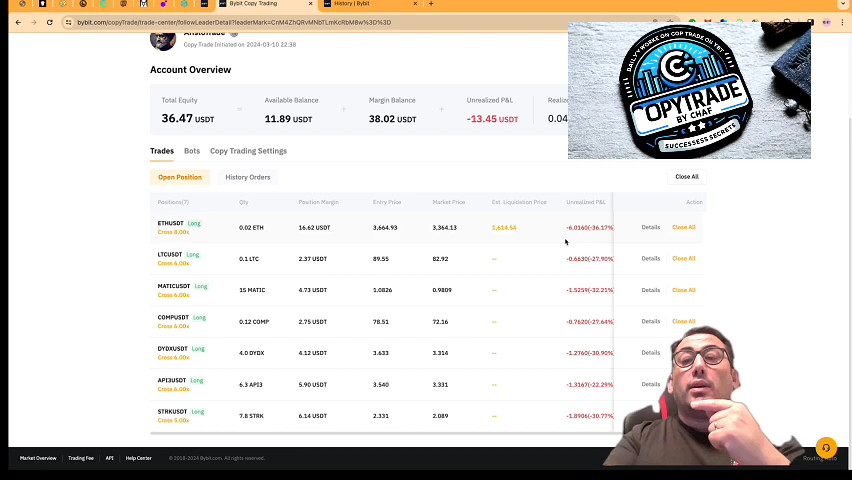 Bybit Copy Trading
History | Bybit
bybit.com/copyTrade/trade-center/followLeaderDetail?leaderMark=CnM4ZhQRvMNbTLmKcRbM8w%3D%3D
Copy Trade Initiated on 2024-03-10 22:38
Account Overview
Total Equity
Available Balance
Margin Balance
Unrealized P&L
36.47 USDT
11.89 USDT
38.02 USDT
-13.45 USDT
0.04
Trades
Bots
Copy Trading Settings
Open Position
History Orders
Close All
Positions(7)
Qty
Position Margin
Entry Price
Market Price
Est. Liquidation Price
Unrealized P&L
Action
ETHUSDT Long
Cross 8.00x
0.02 ETH
16.62 USDT
3,664.93
3,364.13
1,614.54
-6.0160(-36.17%)
Details
Close All
LTCUSDT Long
Cross 6.00x
0.1 LTC
2.37 USDT
89.55
82.92
--
-0.6630(-27.90%)
Details
Close All
MATICUSDT Long
Cross 6.00x
15 MATIC
4.73 USDT
1.0826
0.9809
--
-1.5259(-32.21%)
Details
Close All
COMPUSDT Long
Cross 6.00x
0.12 COMP
2.75 USDT
78.51
72.16
--
-0.7620(-27.64%)
Details
Close All
DYDXUSDT Long
Cross 6.00x
4.0 DYDX
4.12 USDT
3.633
3.314
--
-1.2760(-30.90%)
Details
API3USDT Long
Cross 6.00x
6.3 API3
5.90 USDT
3.540
3.331
--
-1.3167(-22.29%)
Details
STRKUSDT Long
Cross 5.00x
7.8 STRK
6.14 USDT
2.331
2.089
--
-1.8906(-30.77%)
Market Overview
Trading Fee
API
Help Center
© 2018-2024 Bybit.com. All rights reserved.
DAILY WORKE ON COP TRADE OU YET
OPYTRADE
BY CHAF
SUCCESSESS SECRETS